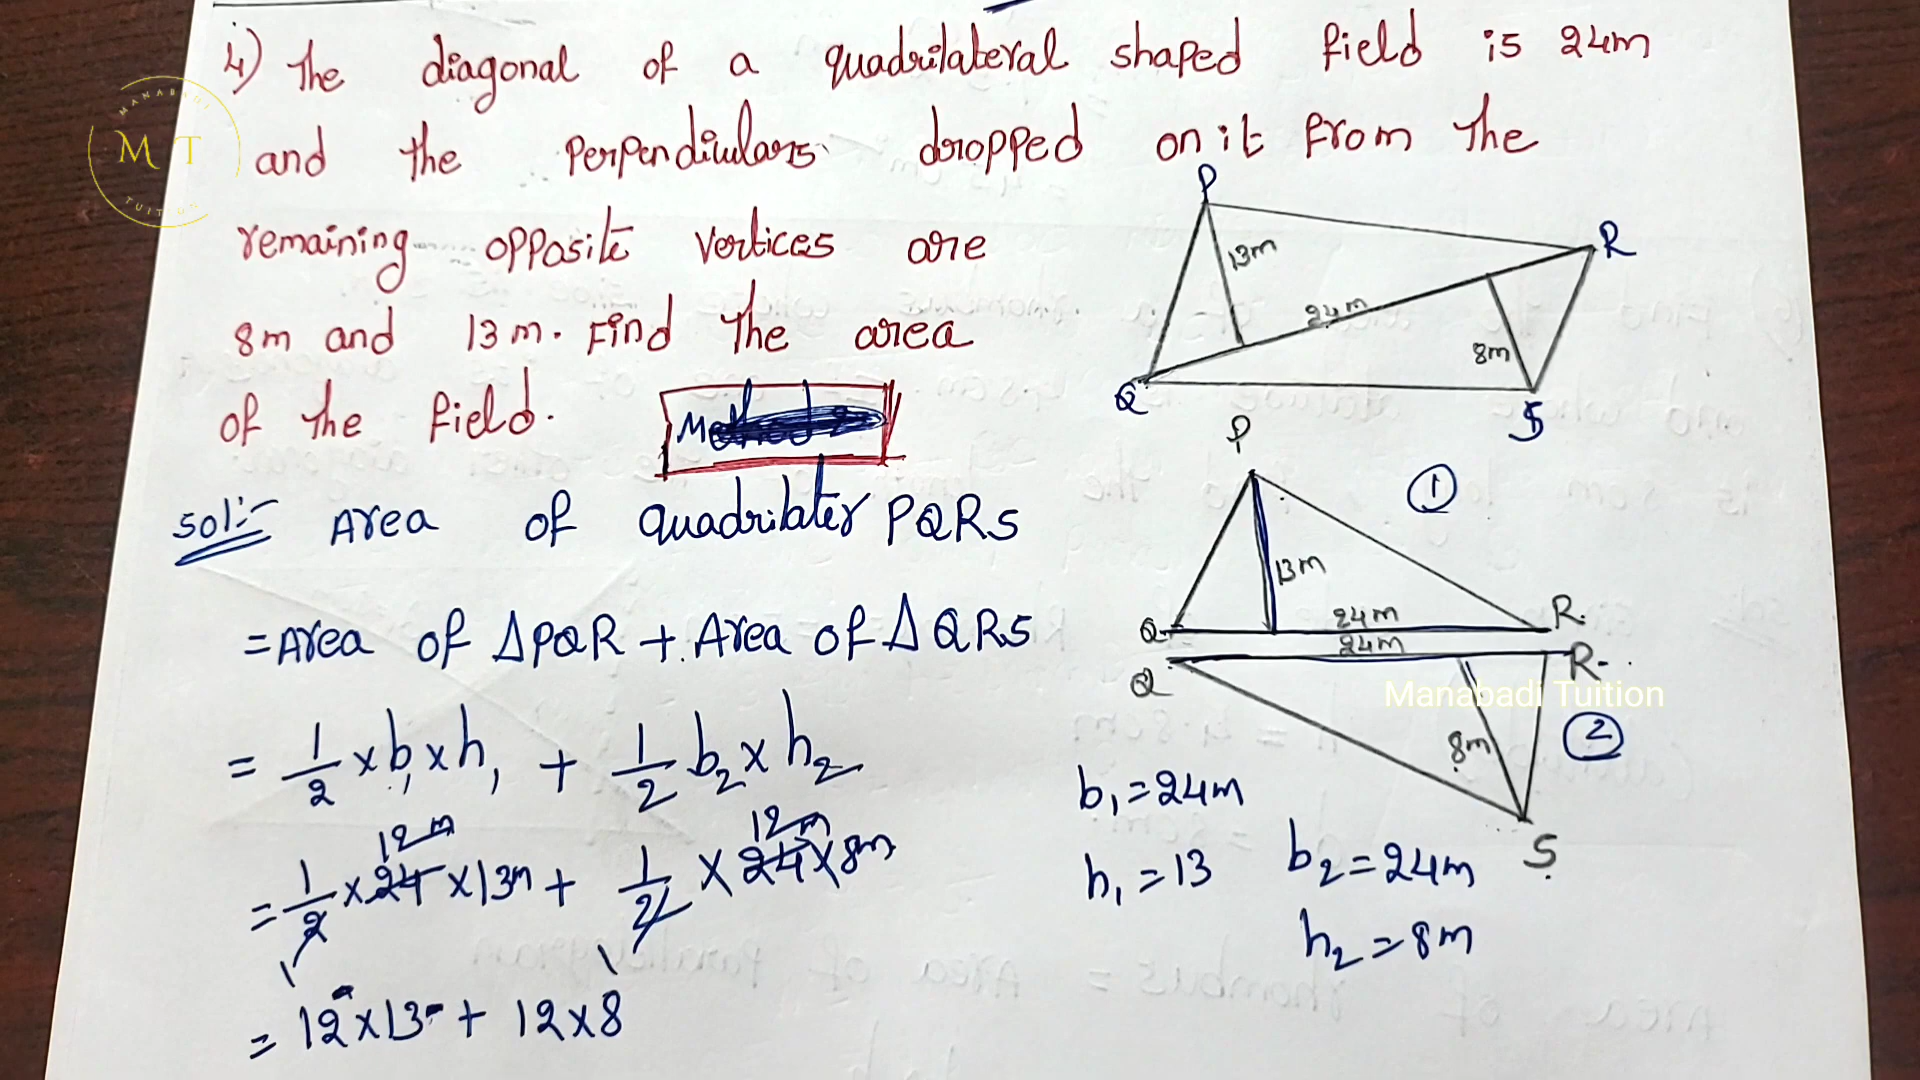 4) The diagonal of a quadrilateral shaped field is 24m
and the perpendiculars dropped on it from the
remaining opposite vertices are
8m and 13m. Find the area
of the field.
Sol:- Area of quadrilater PQRS
= Area of ΔPQR + Area of ΔQRS
= 1/2 × b₁ × h₁ + 1/2 b₂ × h₂
12m 12m
= 1/2 × 24 × 13m + 1/2 × 24 × 8m
= 12 × 13 + 12 × 8
P
13m
R
24m
8m
Q
S
P
1
13m
Q
24m
R.
24m
Q
R
8m
2
S
b₁ = 24m
h₁ = 13
b₂ = 24m
h₂ = 8m
MANABADI
M T
TUITION
Manabadi Tuition